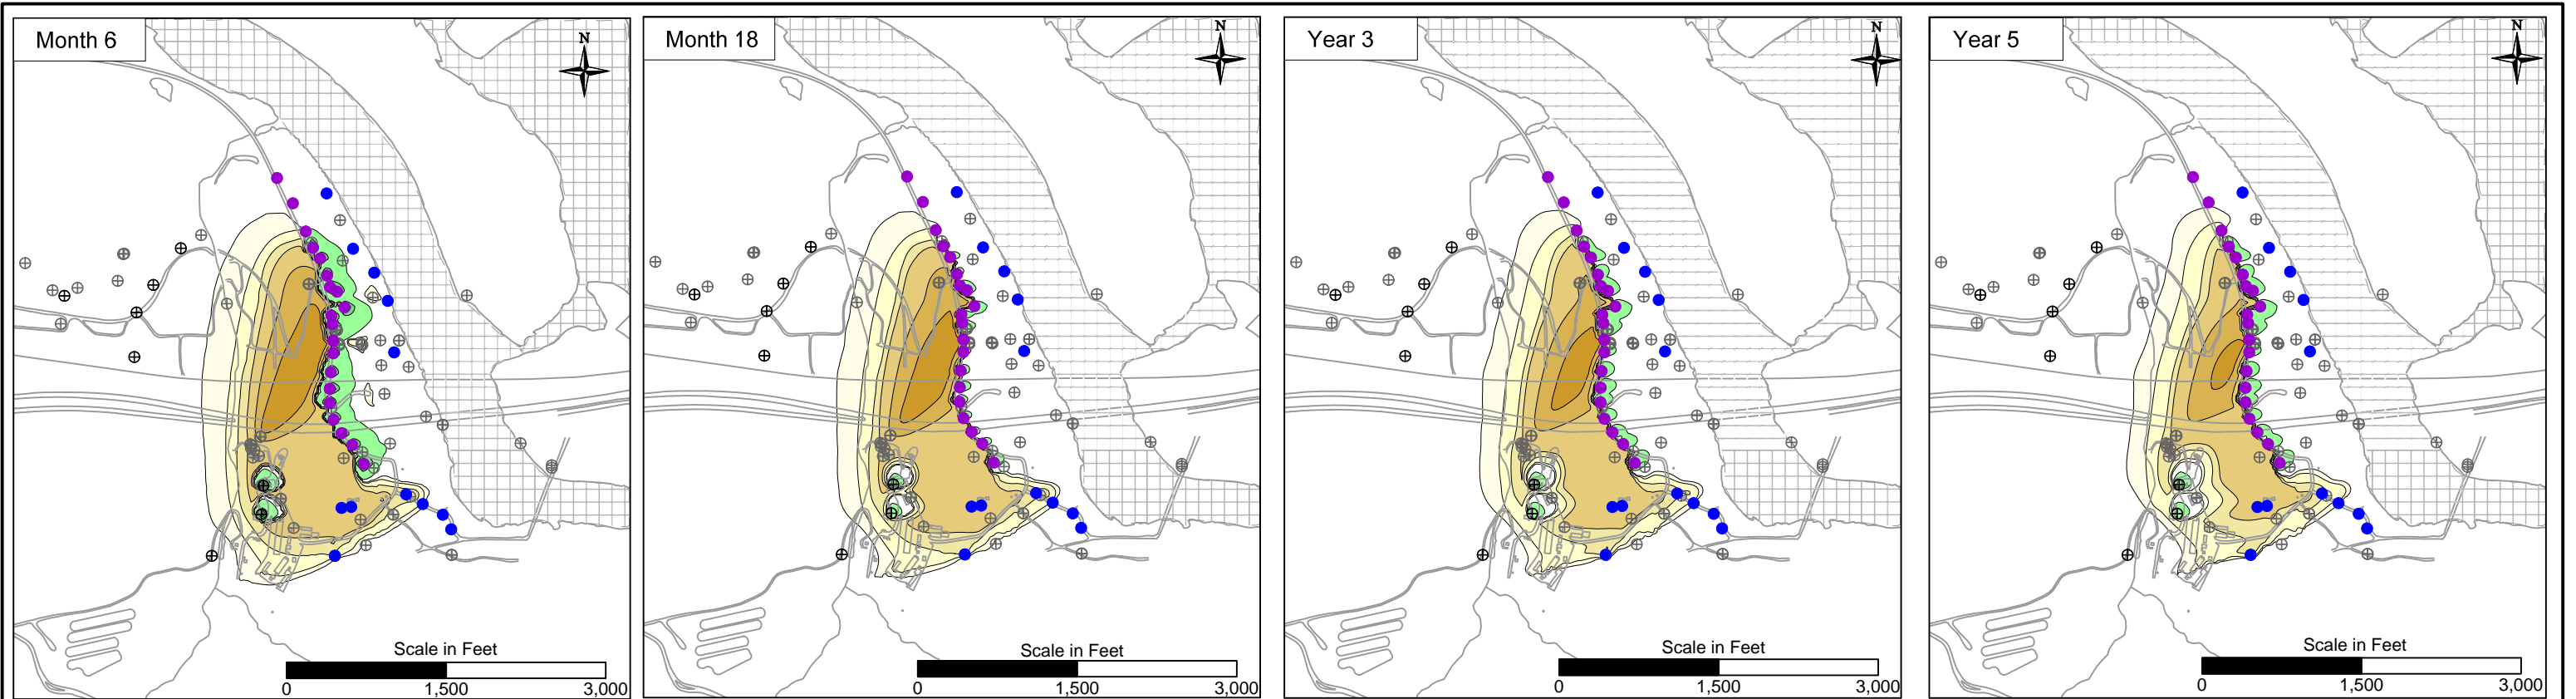 Month 6
N
Scale in Feet
0 1,500 3,000
Month 18
N
Scale in Feet
0 1,500 3,000
Year 3
N
Scale in Feet
0 1,500 3,000
Year 5
N
Scale in Feet
0 1,500 3,000